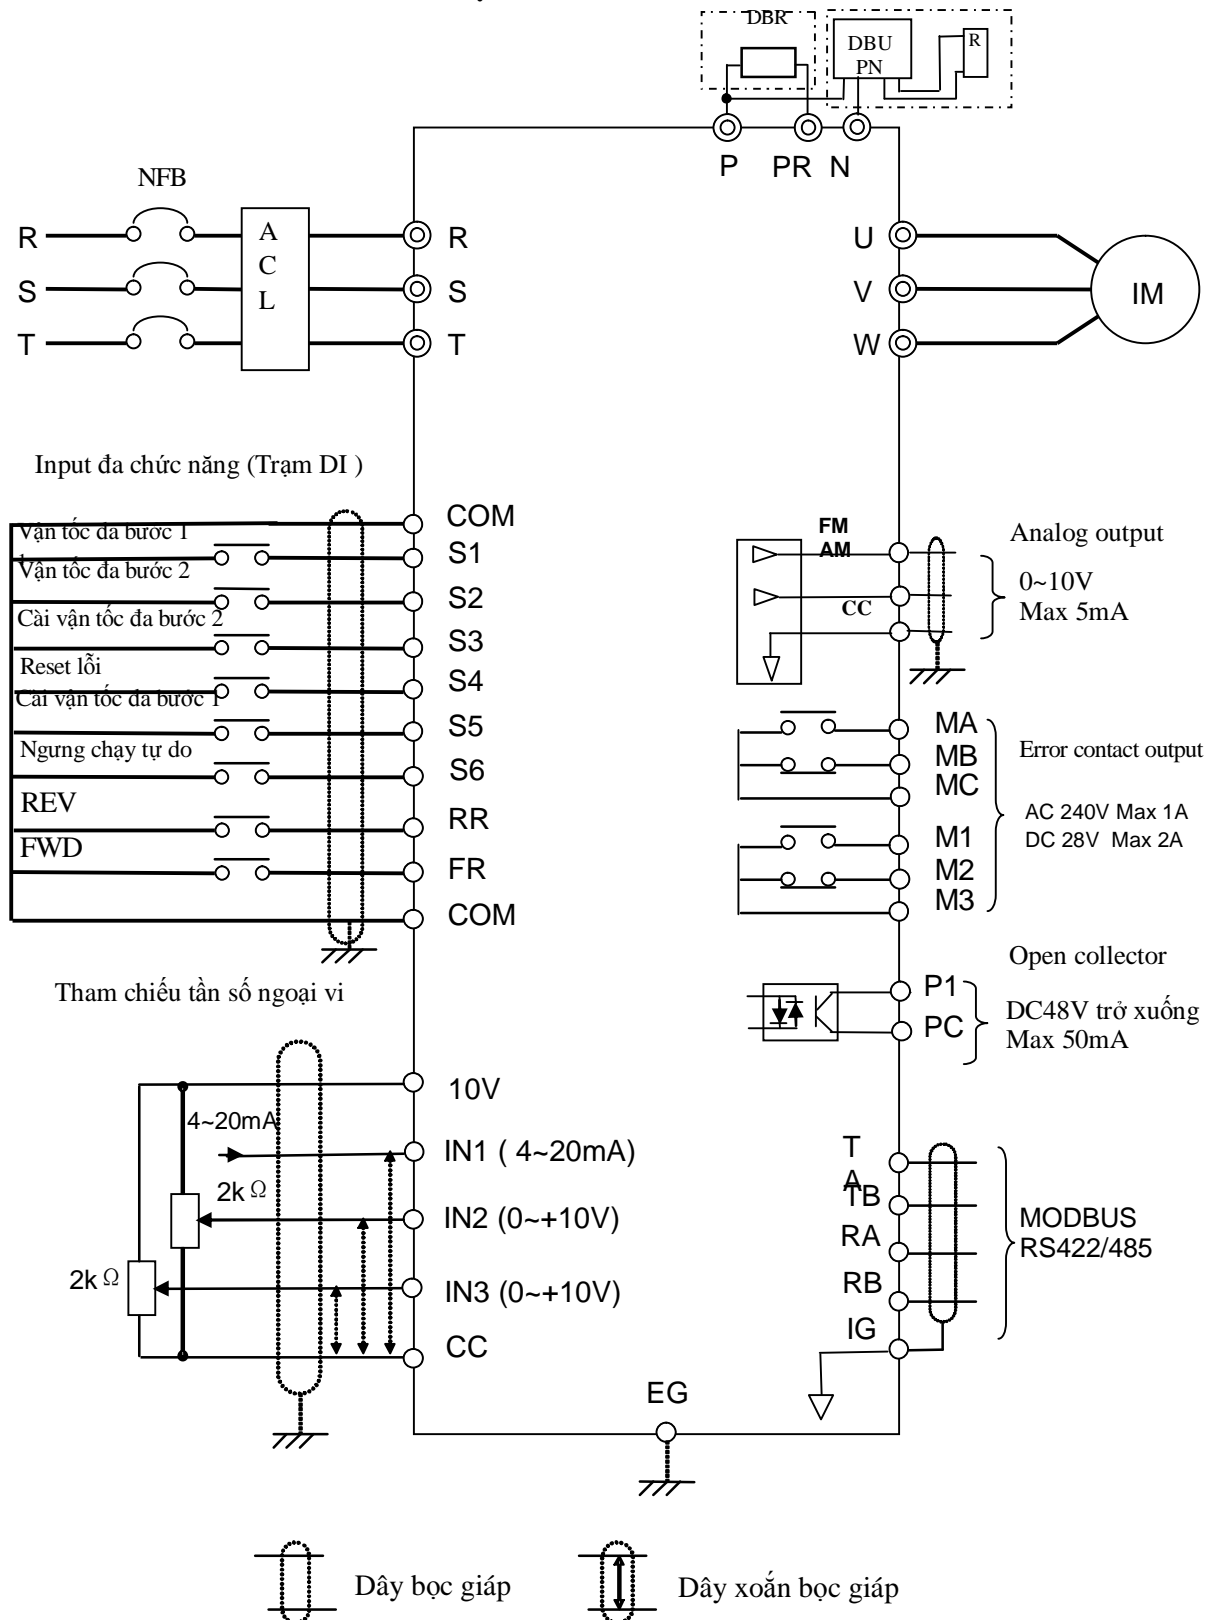 DBR
DBU
PN
R
P PR N
NFB
R
S
T
A
C
L
R
S
T
U
V
W
IM
Input đa chức năng (Trạm DI )
Vận tốc đa bước 1
Vận tốc đa bước 2
Cài vận tốc đa bước 2
Reset lỗi
Cài vận tốc đa bước 1
Ngưng chạy tự do
REV
FWD
COM
S1
S2
S3
S4
S5
S6
RR
FR
COM
FM
AM
CC
Analog output
0~10V
Max 5mA
MA
MB
MC
M1
M2
M3
Error contact output
AC 240V Max 1A
DC 28V Max 2A
Open collector
P1
PC
DC48V trở xuống
Max 50mA
Tham chiếu tần số ngoại vi
10V
4~20mA
IN1 ( 4~20mA)
2k Ω
IN2 (0~+10V)
2k Ω
IN3 (0~+10V)
CC
T
A
TB
RA
RB
IG
MODBUS
RS422/485
EG
Dây bọc giáp
Dây xoắn bọc giáp